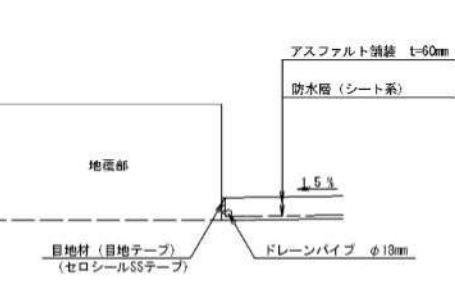 アスファルト舗装 t=60mm
防水層（シート系）
地覆部
1.5%
目地材（目地テープ）
（セロシールSSテープ）
ドレーンパイプ φ18mm